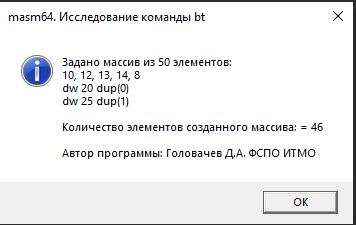 masm64. Исследование команды bt
Задано массив из 50 элементов:
10, 12, 13, 14, 8
dw 20 dup(0)
dw 25 dup(1)
Количество элементов созданного массива: = 46
Автор программы: Головачев Д.А. ФСПО ИТМО
OK